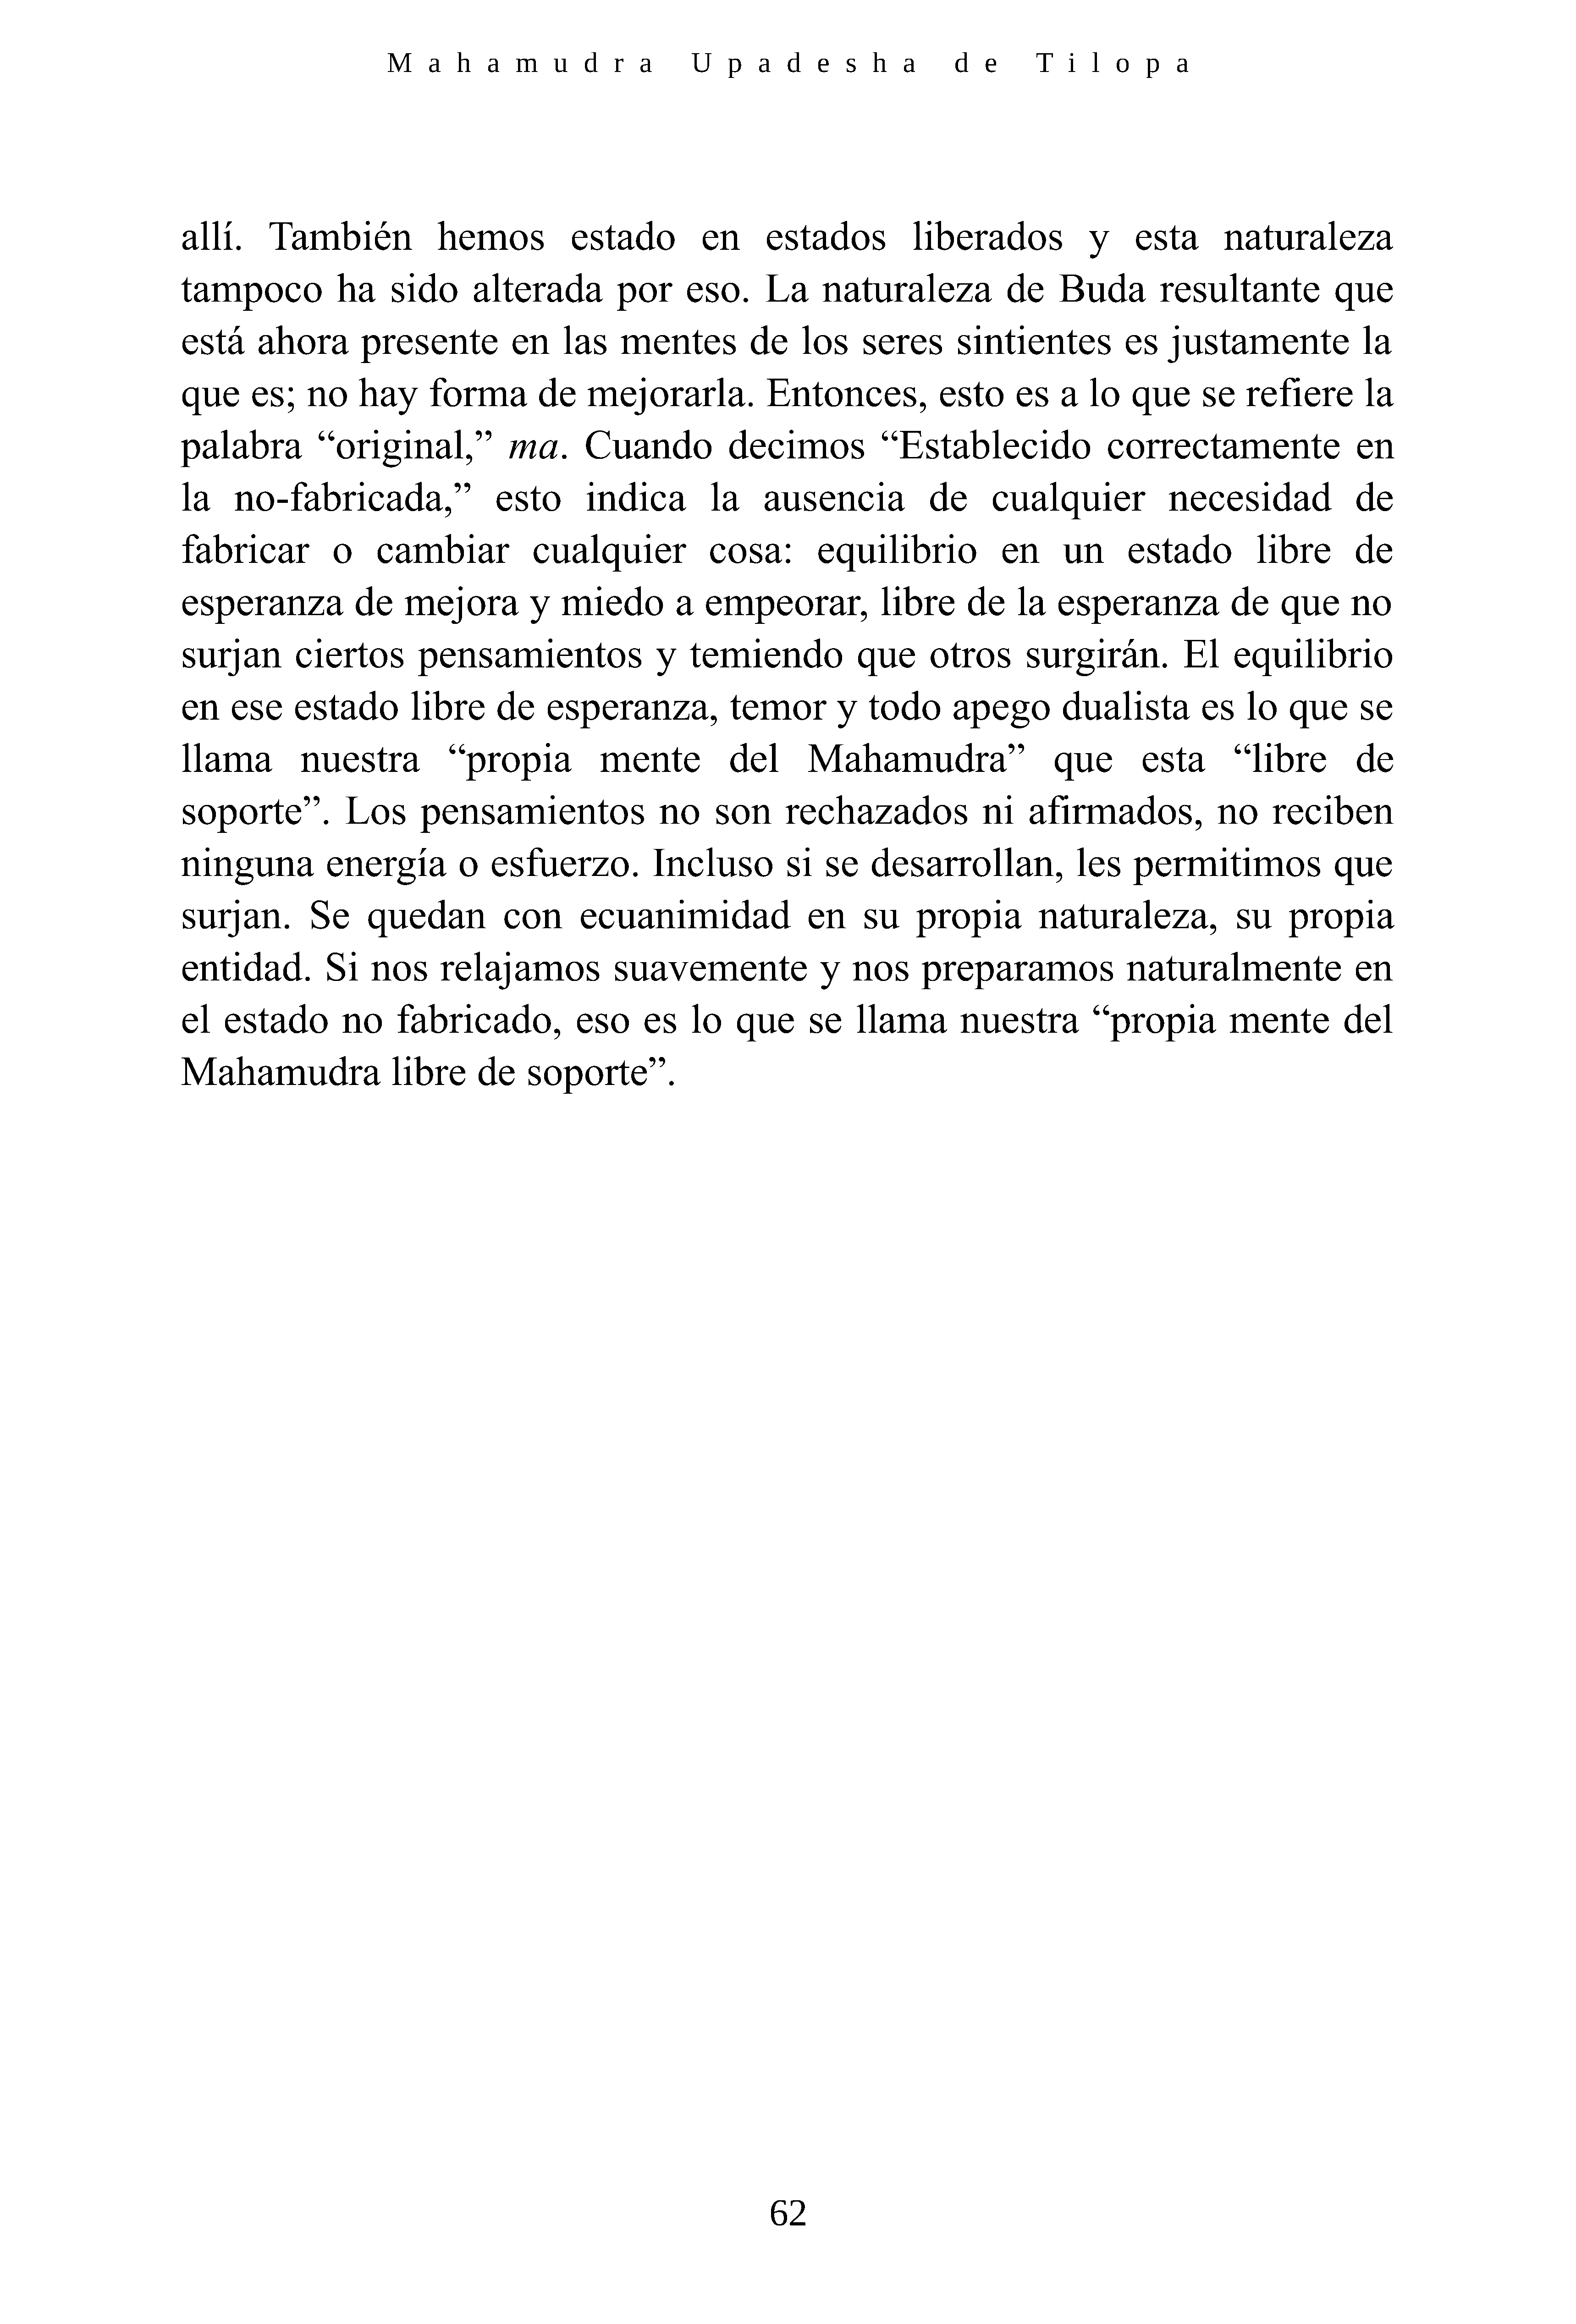 Mahamudra Upadesha de Tilopa
allí. También hemos estado en estados liberados y esta naturaleza
tampoco ha sido alterada por eso. La naturaleza de Buda resultante que
está ahora presente en las mentes de los seres sintientes es justamente la
que es; no hay forma de mejorarla. Entonces, esto es a lo que se refiere la
palabra “original,” ma. Cuando decimos “Establecido correctamente en
la no-fabricada,” esto indica la ausencia de cualquier necesidad de
fabricar o cambiar cualquier cosa: equilibrio en un estado libre de
esperanza de mejora y miedo a empeorar, libre de la esperanza de que no
surjan ciertos pensamientos y temiendo que otros surgirán. El equilibrio
en ese estado libre de esperanza, temor y todo apego dualista es lo que se
llama nuestra “propia mente del Mahamudra” que esta “libre de
soporte”. Los pensamientos no son rechazados ni afirmados, no reciben
ninguna energía o esfuerzo. Incluso si se desarrollan, les permitimos que
surjan. Se quedan con ecuanimidad en su propia naturaleza, su propia
entidad. Si nos relajamos suavemente y nos preparamos naturalmente en
el estado no fabricado, eso es lo que se llama nuestra “propia mente del
Mahamudra libre de soporte”.
62